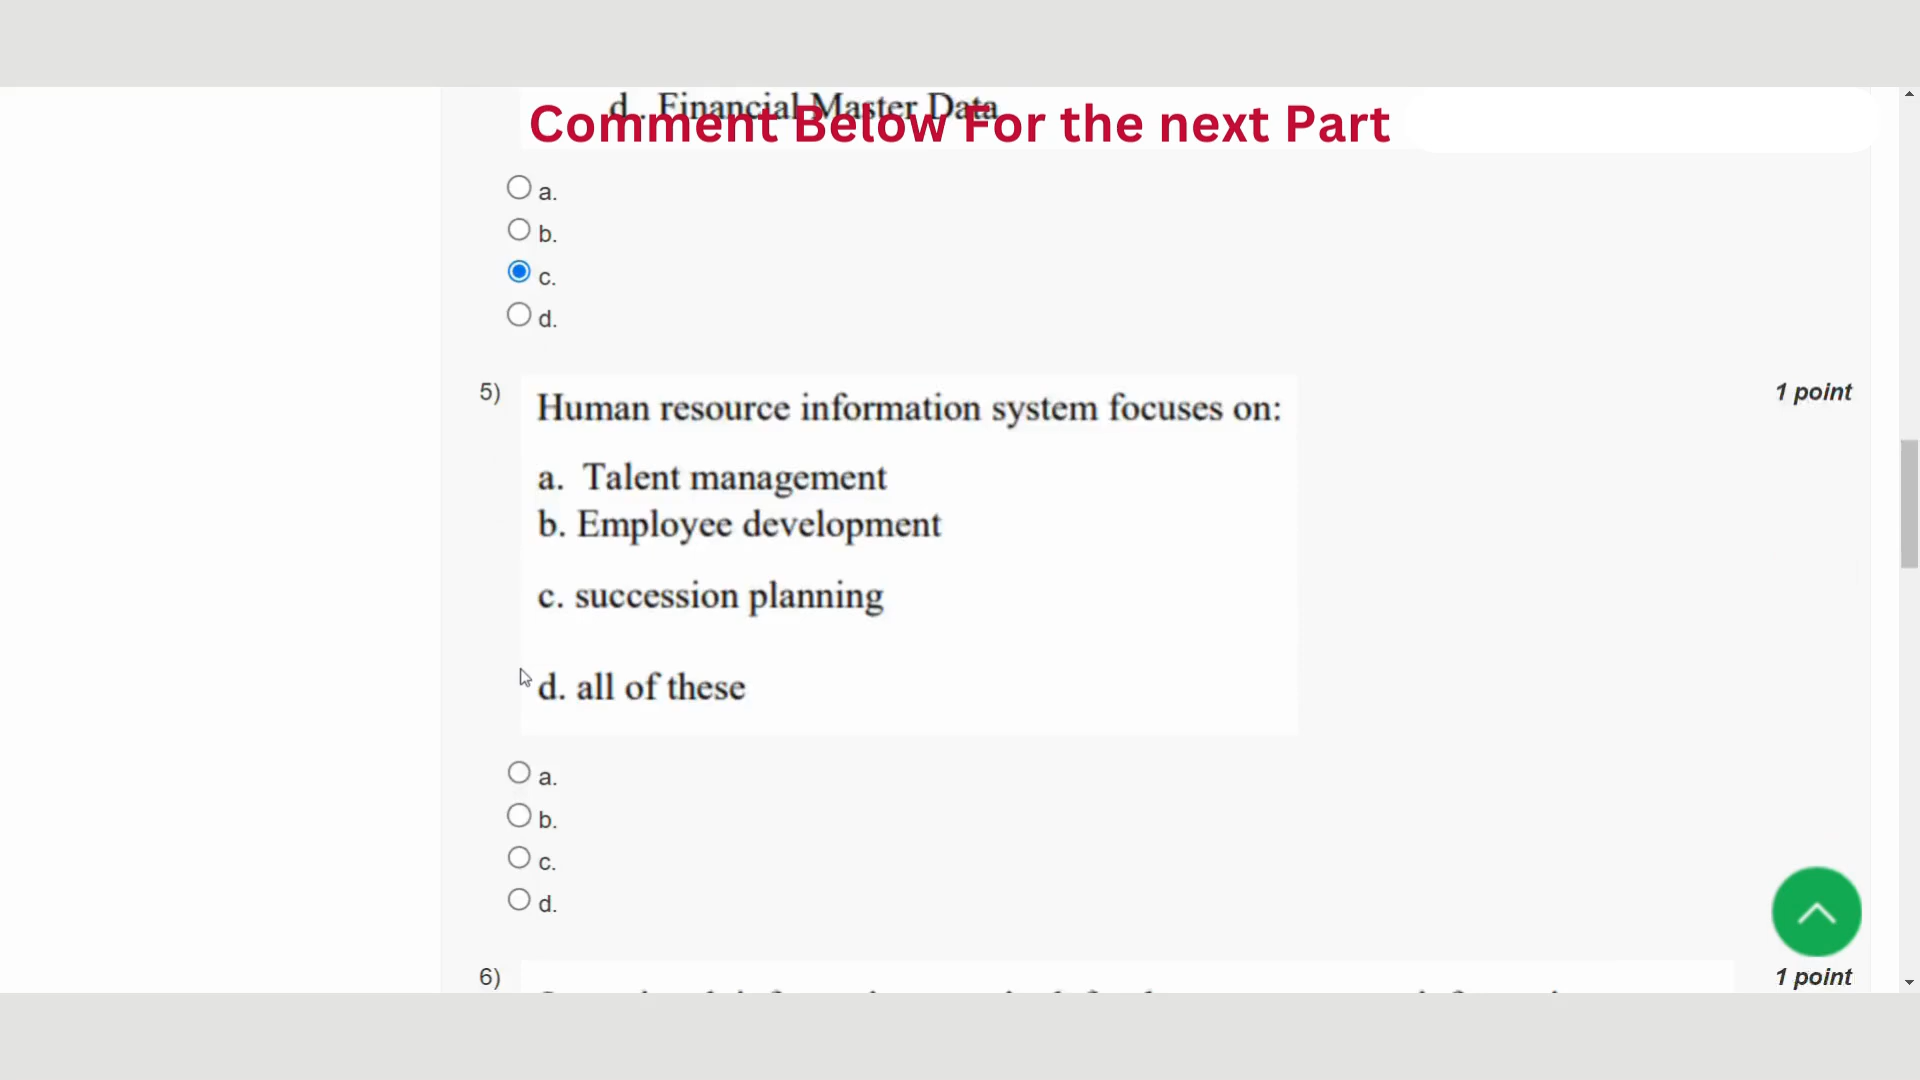 d. Financial Master Data
Comment Below For the next Part
a.
b.
c.
d.
5)
1 point
Human resource information system focuses on:
a. Talent management
b. Employee development
c. succession planning
d. all of these
a.
b.
c.
d.
6)
1 point